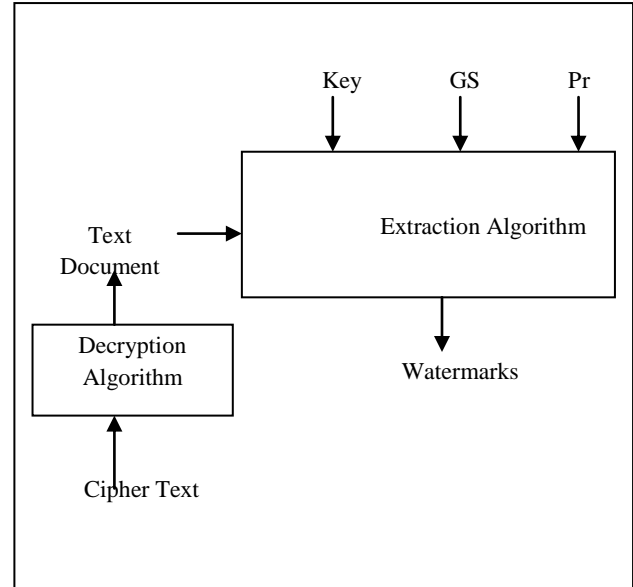 Key GS Pr
Extraction Algorithm
Text
Document
Decryption
Algorithm
Watermarks
Cipher Text